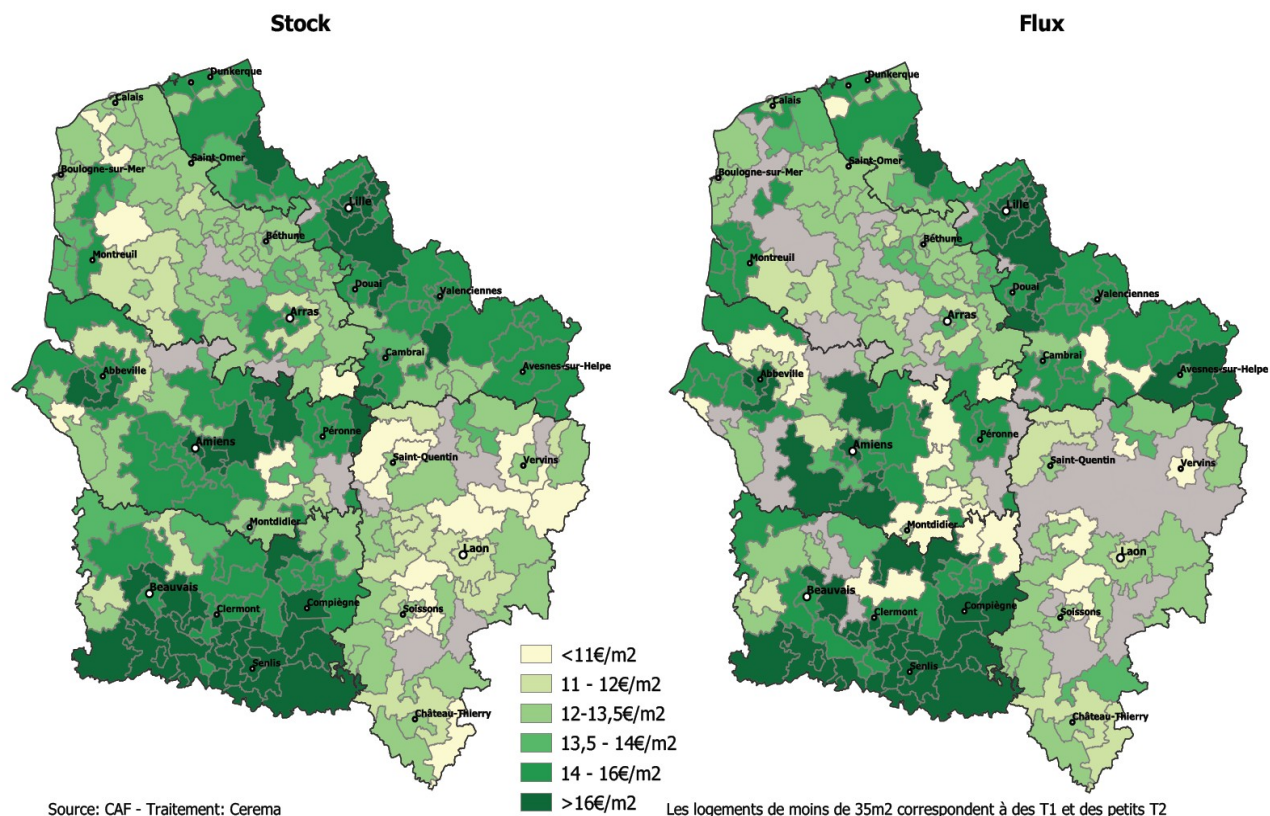 Stock
Dunkerque
Calais
Saint-Omer
Boulogne-sur-Mer
Lille
Béthune
Montreuil
Douai
Valenciennes
Arras
Cambrai
Avesnes-sur-Helpe
Abbeville
Péronne
Amiens
Saint-Quentin
Vervins
Montdidier
Laon
Beauvais
Clermont
Compiègne
Soissons
Senlis
Château-Thierry
Flux
Dunkerque
Calais
Saint-Omer
Boulogne-sur-Mer
Lille
Béthune
Montreuil
Douai
Valenciennes
Arras
Cambrai
Avesnes-sur-Helpe
Abbeville
Péronne
Amiens
Saint-Quentin
Vervins
Montdidier
Laon
Beauvais
Clermont
Compiègne
Soissons
Senlis
Château-Thierry
<11€/m2
11 - 12€/m2
12-13,5€/m2
13,5 - 14€/m2
14 - 16€/m2
>16€/m2
Source: CAF - Traitement: Cerema
Les logements de moins de 35m2 correspondent à des T1 et des petits T2